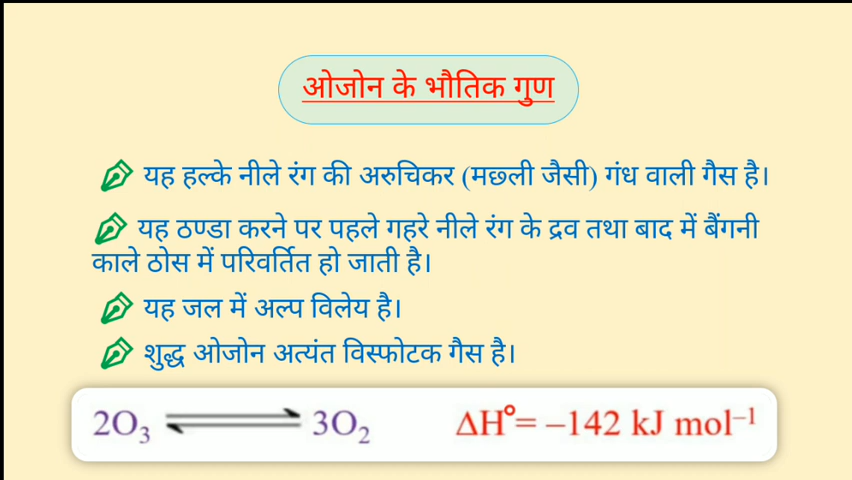 ओजोन के भौतिक गुण
यह हल्के नीले रंग की अरुचिकर (मछली जैसी) गंध वाली गैस है।
यह ठण्डा करने पर पहले गहरे नीले रंग के द्रव तथा बाद में बैंगनी
काले ठोस में परिवर्तित हो जाती है।
यह जल में अल्प विलेय है।
शुद्ध ओजोन अत्यंत विस्फोटक गैस है।
2O₃ ⇌ 3O₂ ΔH°= −142 kJ mol⁻¹